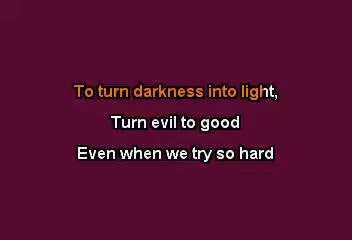 To turn darkness into light,
Turn evil to good
Even when we try so hard